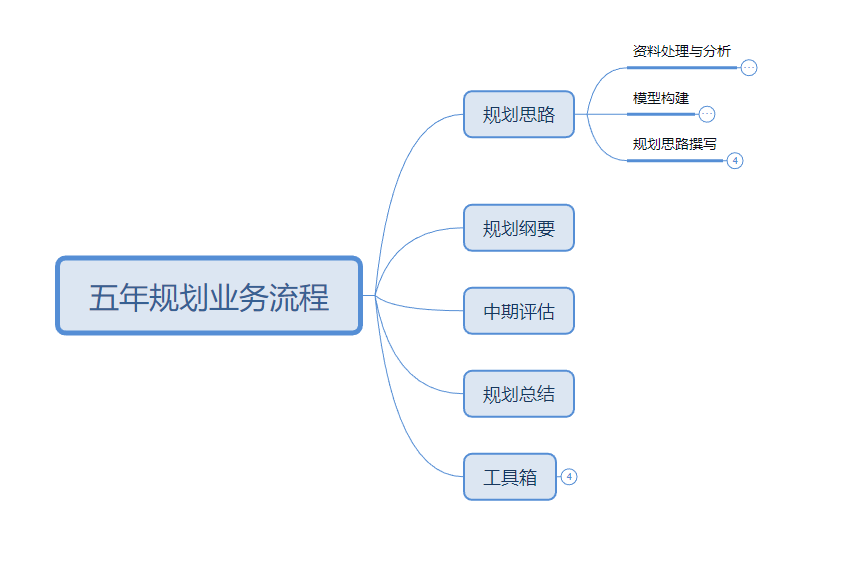 五年规划业务流程
规划思路
资料处理与分析
模型构建
规划思路撰写
4
规划纲要
中期评估
规划总结
工具箱
4